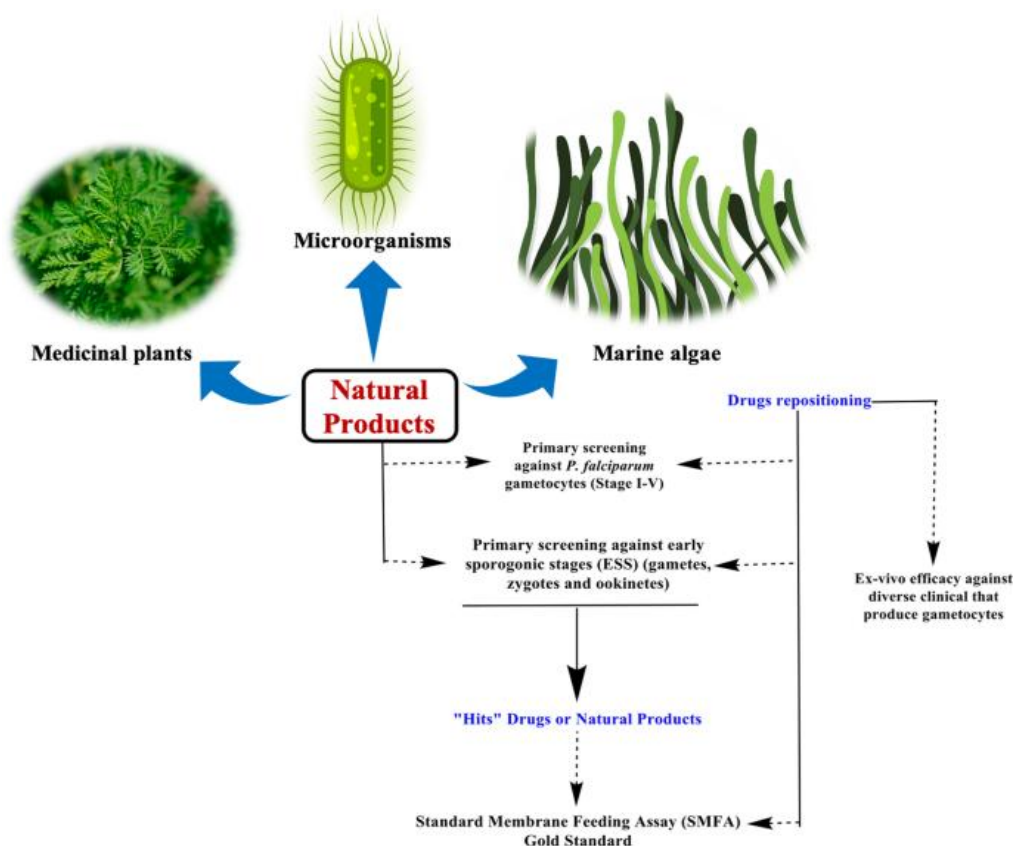 Microorganisms
Medicinal plants
Marine algae
Natural
Products
Drugs repositioning
Primary screening
against P. falciparum
gametocytes (Stage I-V)
Primary screening against early
sporogonic stages (ESS) (gametes,
zygotes and ookinetes)
Ex-vivo efficacy against
diverse clinical that
produce gametocytes
"Hits" Drugs or Natural Products
Standard Membrane Feeding Assay (SMFA)
Gold Standard